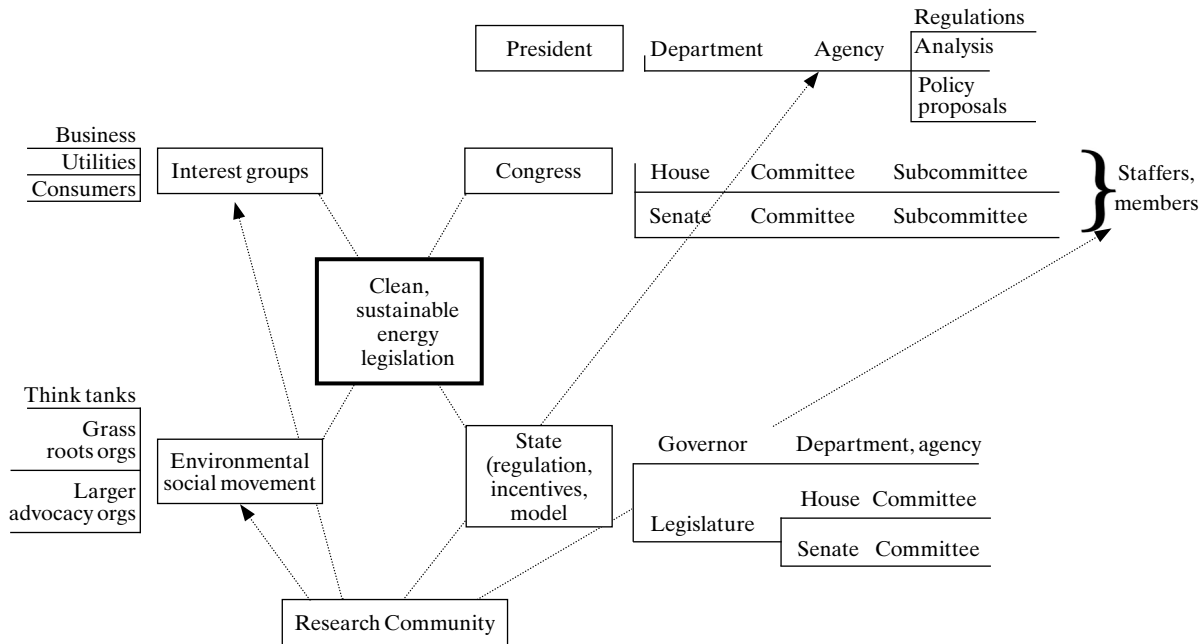 Regulations
President
Department Agency
Analysis
Policy
proposals
Business
Utilities
Consumers
Interest groups
Congress
House Committee Subcommittee
Senate Committee Subcommittee
Staffers,
members
Clean,
sustainable
energy
legislation
Think tanks
Grass
roots orgs
Larger
advocacy orgs
Environmental
social movement
State
(regulation,
incentives,
model
Governor Department, agency
Legislature
House Committee
Senate Committee
Research Community